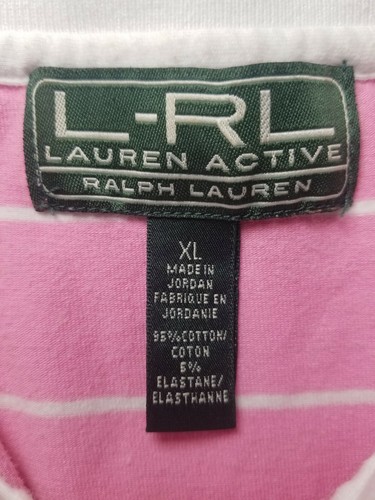 L-RL
LAUREN ACTIVE
RALPH LAUREN
XL
MADE IN
JORDAN
FABRIQUE EN
JORDANIE
95%COTTON/
COTON
5%
ELASTANE/
ELASTHANNE